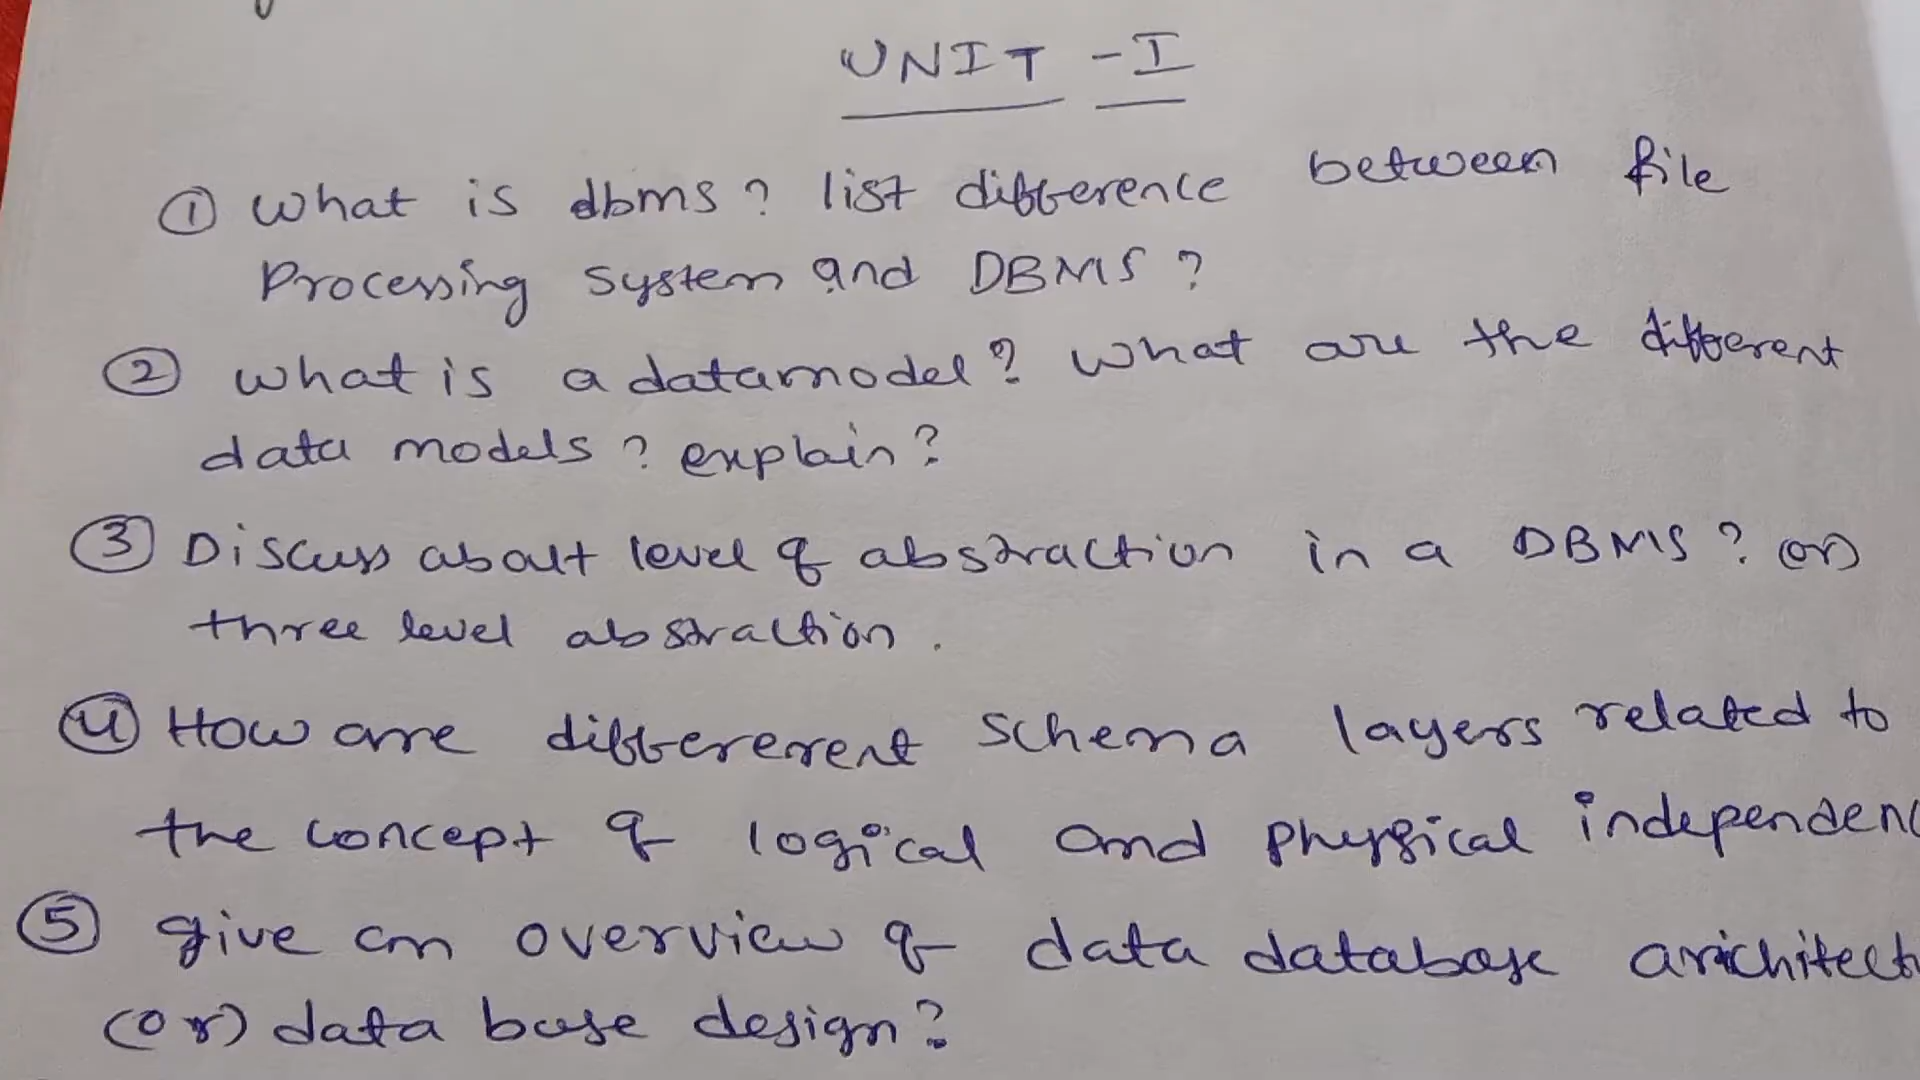 UNIT - I
① What is dbms? list difference between file
Processing system and DBMS?
② what is a datamodel? What are the different
data models? explain?
③ Discuss about level of abstraction in a DBMS? or)
three level abstraction.
④ How are differerent schema layers related to
the concept of logical and physical independenc
⑤ give an overview of data database arichitect
(or) data base design?